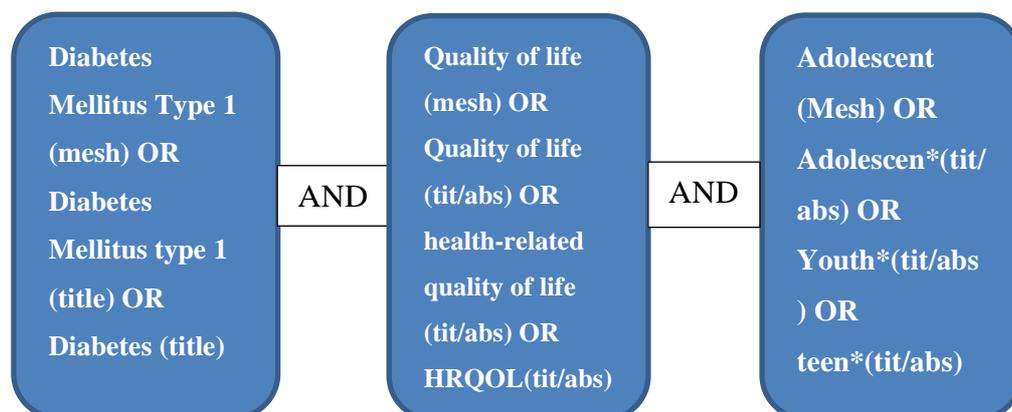 Diabetes
Mellitus Type 1
(mesh) OR
Diabetes
Mellitus type 1
(title) OR
Diabetes (title)
AND
Quality of life
(mesh) OR
Quality of life
(tit/abs) OR
health-related
quality of life
(tit/abs) OR
HRQOL(tit/abs)
AND
Adolescent
(Mesh) OR
Adolescen*(tit/
abs) OR
Youth*(tit/abs
) OR
teen*(tit/abs)